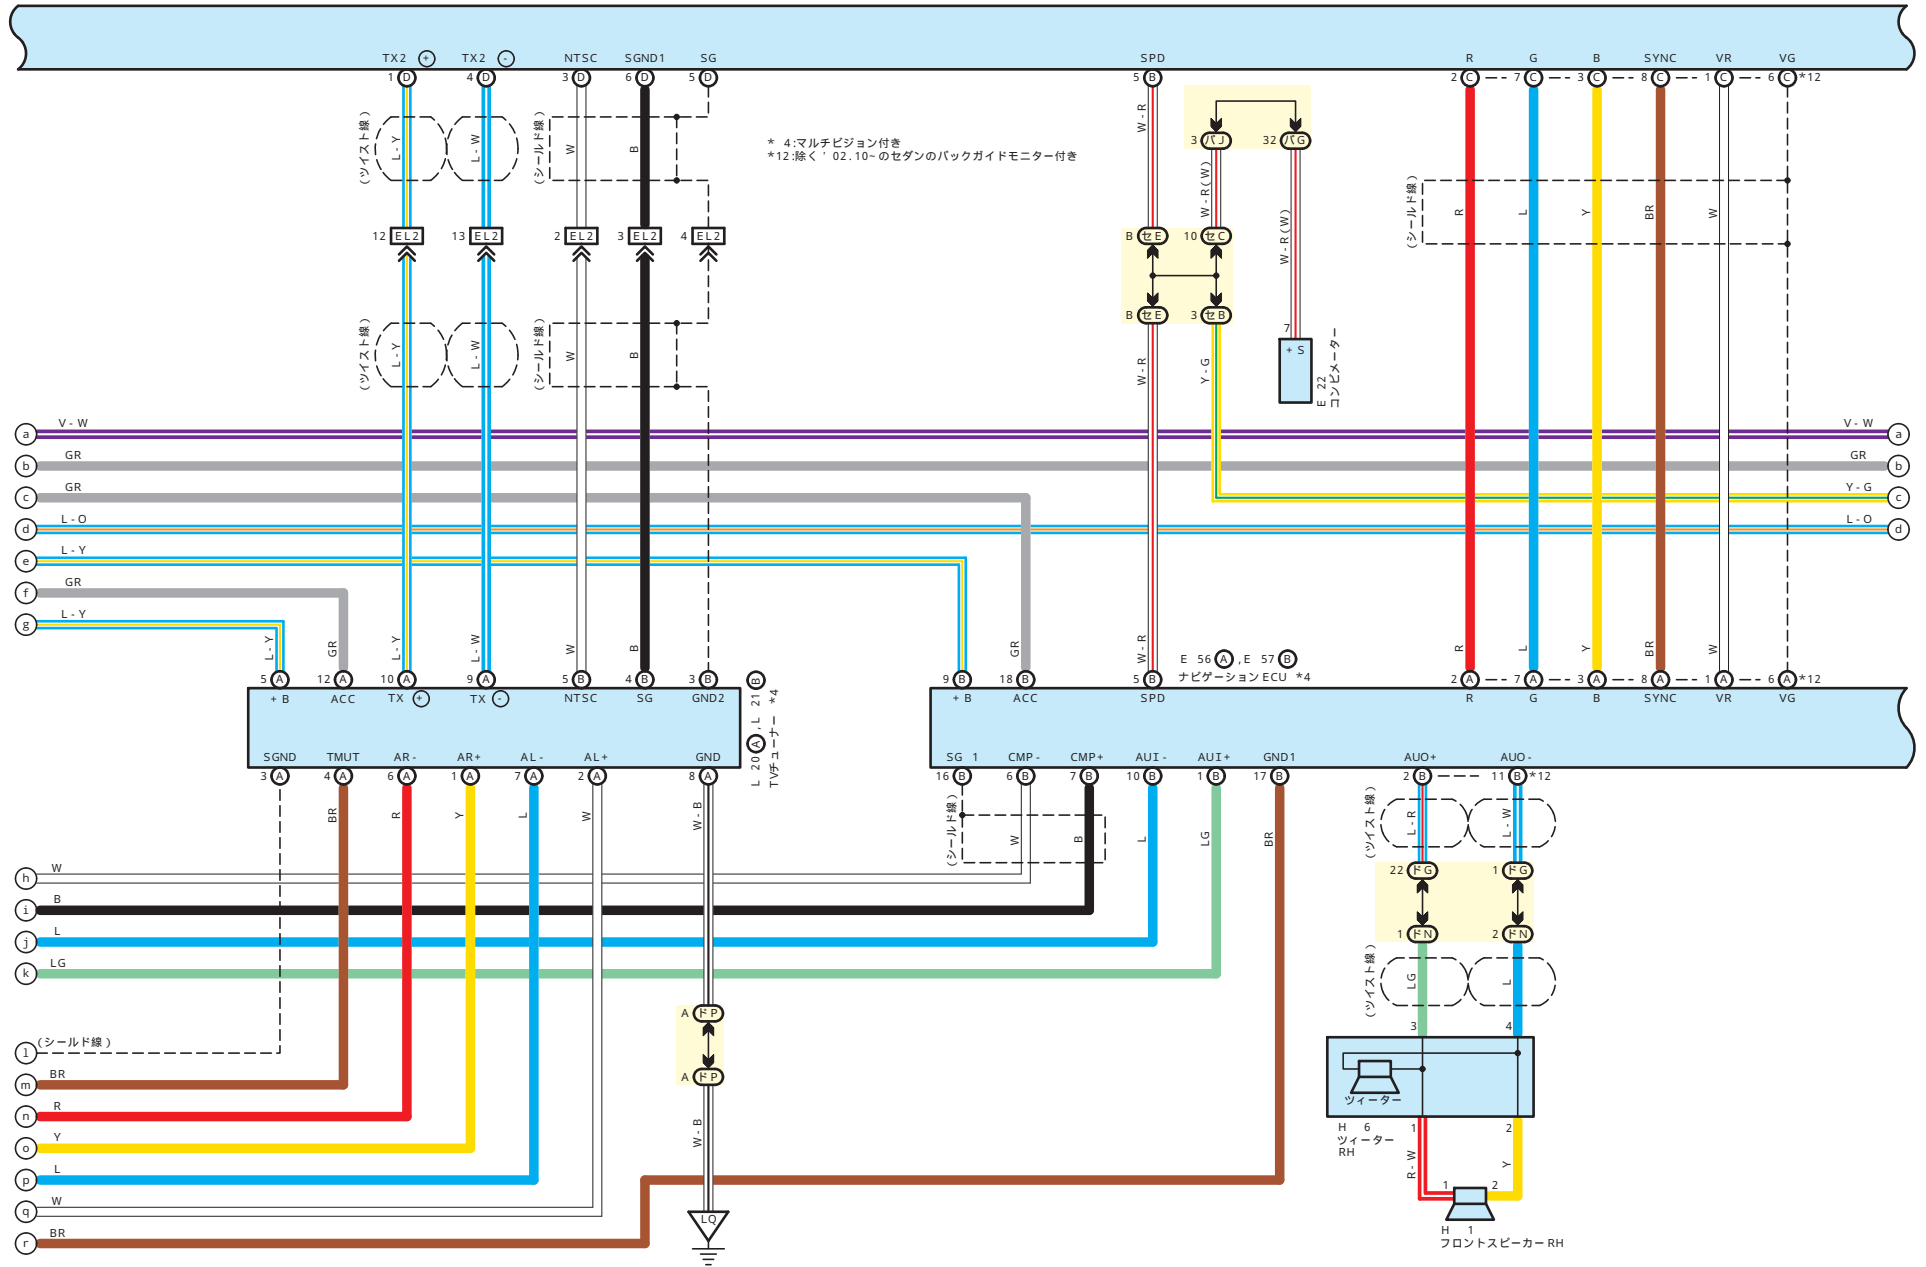 TX2 + TX2 - NTSC SGND1 SG SPD R G B SYNC VR VG
1 D 4 D 3 D 6 D 5 D 5 B 2 C 7 C 3 C 8 C 1 C 6 C *12
(ツイスト線) L-Y L-W (シールド線) W B
* 4:マルチビジョン付き
*12:除く'02.10~のセダンのバックガイドモニター付き
W-R
3 バJ 32 バG
W-R(W) W-R(W)
(シールド線) R L Y BR W
12 EL2 13 EL2 2 EL2 3 EL2 4 EL2
B セE 10 セC
B セE 3 セB
(ツイスト線) L-Y L-W (シールド線) W B
W-R Y-G
7
+S
E 22
コンビメーター
a V-W V-W a
b GR GR b
c GR Y-G c
d L-O L-O d
e L-Y
f GR
g L-Y
L-Y GR L-Y L-W W B GR W-R R L Y BR W
5 A 12 A 10 A 9 A 5 B 4 B 3 B
+B ACC TX + TX - NTSC SG GND2
L 20 A ,L 21 B
TVチューナー *4
E 56 A ,E 57 B
ナビゲーション ECU *4
9 B 18 B 5 B 2 A 7 A 3 A 8 A 1 A 6 A *12
+B ACC SPD R G B SYNC VR VG
SGND TMUT AR- AR+ AL- AL+ GND
3 A 4 A 6 A 1 A 7 A 2 A 8 A
SG 1 CMP- CMP+ AUI- AUI+ GND1 AUO+ AUO-
16 B 6 B 7 B 10 B 1 B 17 B 2 B 11 B *12
BR R Y L W W-B
(シールド線) W B L LG BR
(ツイスト線) L-R L-W
h W
i B
j L
k LG
22 ドG 1 ドG
1 ドN 2 ドN
(ツイスト線) LG L
A ドP
A ドP
W-B
l (シールド線)
m BR
n R
o Y
p L
q W
r BR
LQ
3 4
ツィーター
H 6
ツィーター
RH
1 2
R-W Y
1 2
H 1
フロントスピーカー RH